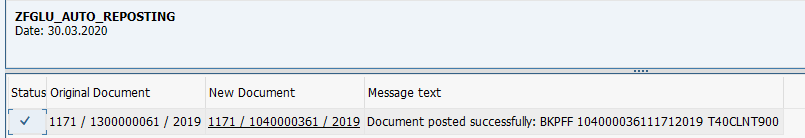 ZFGLU_AUTO_REPOSTING
Date: 30.03.2020
Status Original Document New Document Message text
1171 / 1300000061 / 2019 1171 / 1040000361 / 2019 Document posted successfully: BKPFF 104000036111712019 T40CLNT900